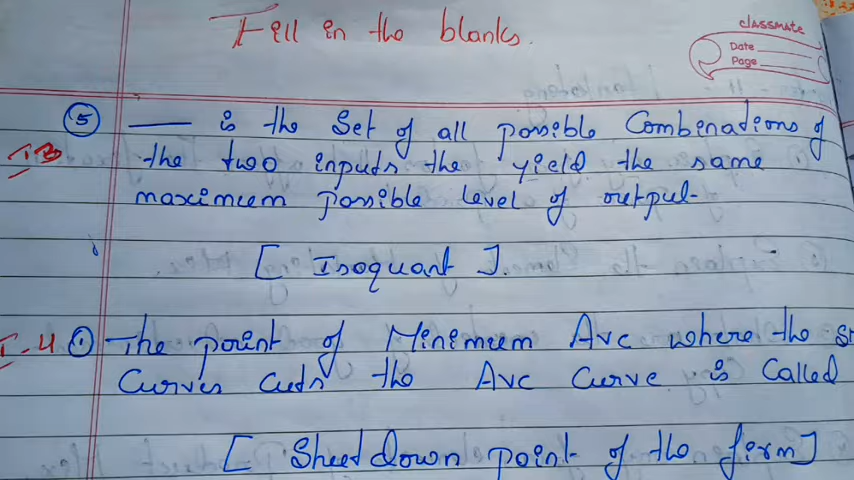 Fill in the blanks.
classmate
Date
Page
5 —— is the Set of all possible Combinations of
the two inputs the yield the same
maximum possible level of output
[ Isoquant ].
1 The point of Minimum Avc where the
Curves cuts the Avc Curve is Called
[ Shutdown point of the firm]